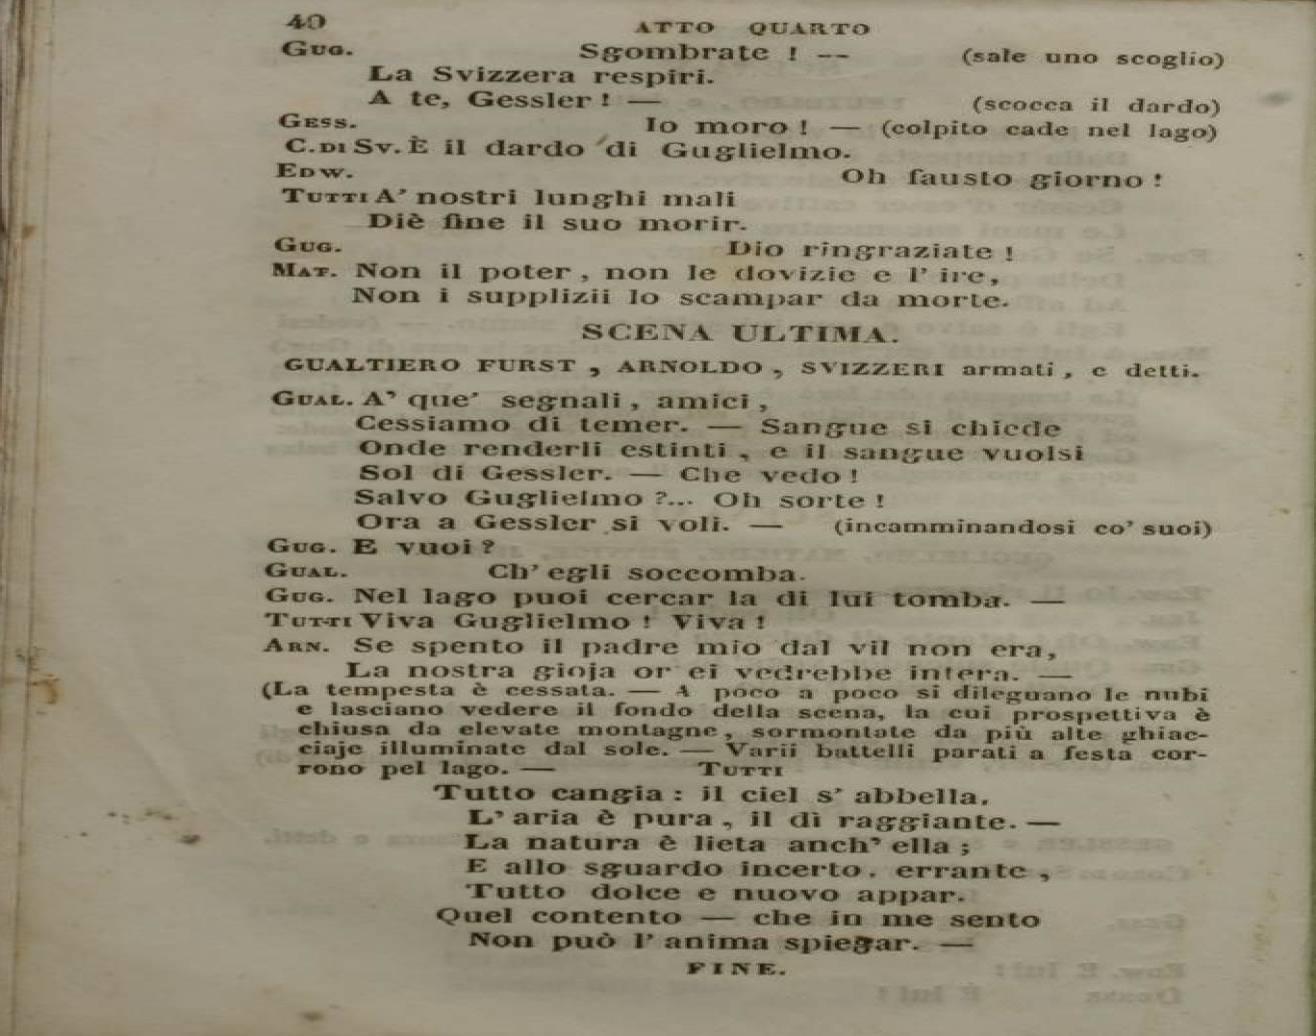 40 ATTO QUARTO
GUG. Sgombrate ! -- (sale uno scoglio)
La Svizzera respiri.
A te, Gessler ! — (scocca il dardo)
GESS. Io moro ! — (colpito cade nel lago)
C. DI SV. È il dardo di Guglielmo.
EDW. Oh fausto giorno !
TUTTI A' nostri lunghi mali
Diè fine il suo morir.
GUG. Dio ringraziate !
MAT. Non il poter, non le dovizie e l' ire,
Non i supplizii lo scampar da morte.
SCENA ULTIMA.
GUALTIERO FURST, ARNOLDO, SVIZZERI armati, e detti.
GUAL. A' que' segnali, amici,
Cessiamo di temer. — Sangue si chiede
Onde renderli estinti, e il sangue vuolsi
Sol di Gessler. — Che vedo !
Salvo Guglielmo ?... Oh sorte !
Ora a Gessler si voli. — (incamminandosi co' suoi)
GUG. E vuoi ?
GUAL. Ch' egli soccomba.
GUG. Nel lago puoi cercar la di lui tomba. —
TUTTI Viva Guglielmo ! Viva !
ARN. Se spento il padre mio dal vil non era,
La nostra gioja or ei vedrebbe intera. —
(La tempesta è cessata. — A poco a poco si dileguano le nubi
e lasciano vedere il fondo della scena, la cui prospettiva è
chiusa da elevate montagne, sormontate da più alte ghiac-
ciaje illuminate dal sole. — Varii battelli parati a festa cor-
rono pel lago. — TUTTI
Tutto cangia : il ciel s' abbella,
L' aria è pura, il dì raggiante. —
La natura è lieta anch' ella ;
E allo sguardo incerto, errante,
Tutto dolce e nuovo appar.
Quel contento — che in me sento
Non può l' anima spiegar. —
FINE.